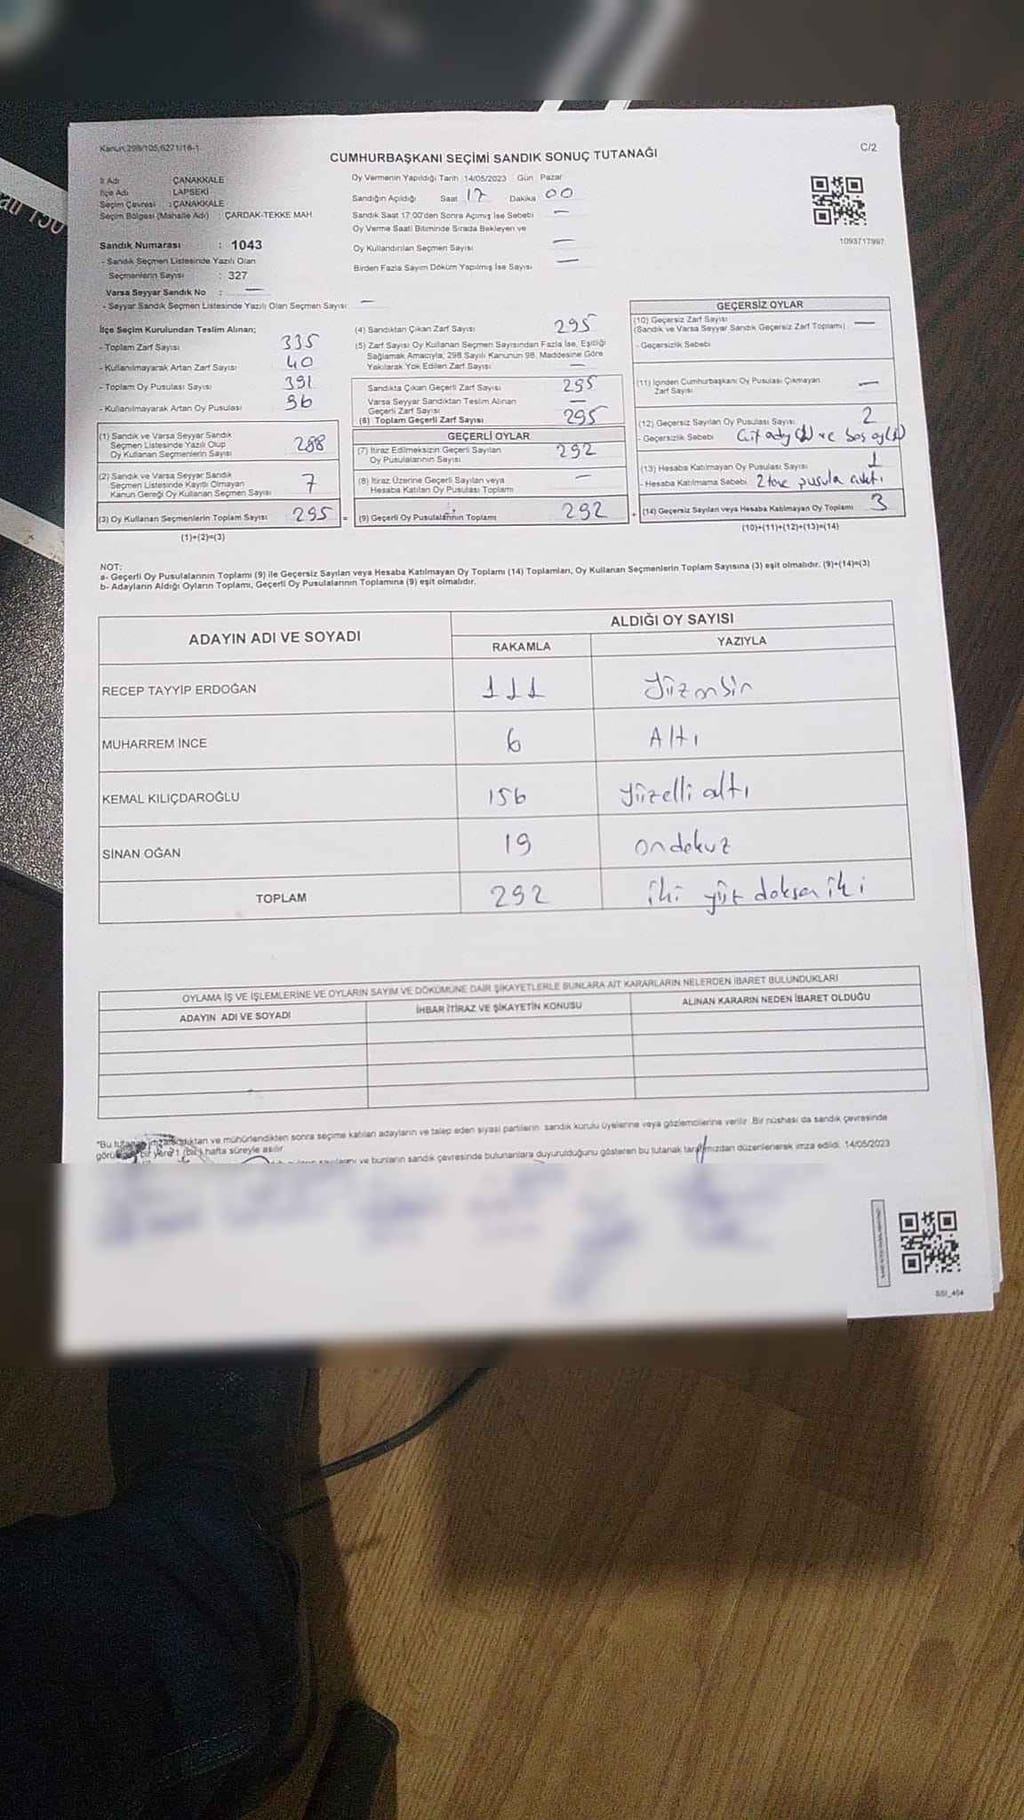 Kanun:298/105,6271/16-1
CUMHURBAŞKANI SEÇİMİ SANDIK SONUÇ TUTANAĞI
C/2
İl Adı ÇANAKKALE
İlçe Adı LAPSEKİ
Seçim Çevresi : ÇANAKKALE
Seçim Bölgesi (Mahalle Adı) : ÇARDAK-TEKKE MAH.
Oy Vermenin Yapıldığı Tarih 14/05/2023 Gün Pazar
Sandığın Açıldığı Saat 17 Dakika 00
Sandık Saat 17:00'den Sonra Açılmış İse Sebebi —
Oy Verme Saati Bitiminde Sırada Bekleyen ve
Oy Kullandırılan Seçmen Sayısı —
Birden Fazla Sayım Döküm Yapılmış İse Sayısı —
1093717997
Sandık Numarası : 1043
- Sandık Seçmen Listesinde Yazılı Olan
Seçmenlerin Sayısı : 327
Varsa Seyyar Sandık No : —
- Seyyar Sandık Seçmen Listesinde Yazılı Olan Seçmen Sayısı: —
İlçe Seçim Kurulundan Teslim Alınan;
- Toplam Zarf Sayısı 335
- Kullanılmayarak Artan Zarf Sayısı 40
- Toplam Oy Pusulası Sayısı 391
- Kullanılmayarak Artan Oy Pusulası 96
(1) Sandık ve Varsa Seyyar Sandık
Seçmen Listesinde Yazılı Olup
Oy Kullanan Seçmenlerin Sayısı 288
(2) Sandık ve Varsa Seyyar Sandık
Seçmen Listesinde Kayıtlı Olmayan
Kanun Gereği Oy Kullanan Seçmen Sayısı 7
(3) Oy Kullanan Seçmenlerin Toplam Sayısı 295
(1)+(2)=(3)
(4) Sandıktan Çıkan Zarf Sayısı 295
(5) Zarf Sayısı Oy Kullanan Seçmen Sayısından Fazla İse, Eşitliği
Sağlamak Amacıyla, 298 Sayılı Kanunun 98. Maddesine Göre
Yakılarak Yok Edilen Zarf Sayısı —
Sandıkta Çıkan Geçerli Zarf Sayısı 295
Varsa Seyyar Sandıktan Teslim Alınan
Geçerli Zarf Sayısı —
(6) Toplam Geçerli Zarf Sayısı 295
GEÇERLİ OYLAR
(7) İtiraz Edilmeksizin Geçerli Sayılan
Oy Pusulalarının Sayısı 292
(8) İtiraz Üzerine Geçerli Sayılan veya
Hesaba Katılan Oy Pusulası Toplamı —
= (9) Geçerli Oy Pusulalarının Toplamı 292
GEÇERSİZ OYLAR
(10) Geçersiz Zarf Sayısı
(Sandık ve Varsa Seyyar Sandık Geçersiz Zarf Toplamı) —
- Geçersizlik Sebebi
(11) İçinden Cumhurbaşkanı Oy Pusulası Çıkmayan
Zarf Sayısı —
(12) Geçersiz Sayılan Oy Pusulası Sayısı 2
- Geçersizlik Sebebi ve boş
(13) Hesaba Katılmayan Oy Pusulası Sayısı 1
- Hesaba Katılmama Sebebi 2 tane pusula
+ (14) Geçersiz Sayılan veya Hesaba Katılmayan Oy Toplamı 3
(10)+(11)+(12)+(13)=(14)
NOT:
a- Geçerli Oy Pusulalarının Toplamı (9) ile Geçersiz Sayılan veya Hesaba Katılmayan Oy Toplamı (14) Toplamları, Oy Kullanan Seçmenlerin Toplam Sayısına (3) eşit olmalıdır. (9)+(14)=(3)
b- Adayların Aldığı Oyların Toplamı, Geçerli Oy Pusulalarının Toplamına (9) eşit olmalıdır.
ADAYIN ADI VE SOYADI ALDIĞI OY SAYISI
RAKAMLA YAZIYLA
RECEP TAYYİP ERDOĞAN 111 Yüzonbir
MUHARREM İNCE 6 Altı
KEMAL KILIÇDAROĞLU 156 Yüzelli altı
SİNAN OĞAN 19 ondokuz
TOPLAM 292 iki yüz doksan iki
OYLAMA İŞ VE İŞLEMLERİNE VE OYLARIN SAYIM VE DÖKÜMÜNE DAİR ŞİKAYETLERLE BUNLARA AİT KARARLARIN NELERDEN İBARET BULUNDUKLARI
ADAYIN ADI VE SOYADI İHBAR İTİRAZ VE ŞİKAYETİN KONUSU ALINAN KARARIN NEDEN İBARET OLDUĞU
*Bu tutanak ve mühürlendikten sonra seçime katılan adayların ve talep eden siyasi partilerin sandık kurulu üyelerine veya gözlemcilerine verilir. Bir nüshası da sandık çevresinde
bir yere 1 (bir) hafta süreyle asılır
ve bunların sandık çevresinde bulunanlara duyurulduğunu gösteren bu tutanak tarafımızdan düzenlenerek imza edildi. 14/05/2023
SSI_464